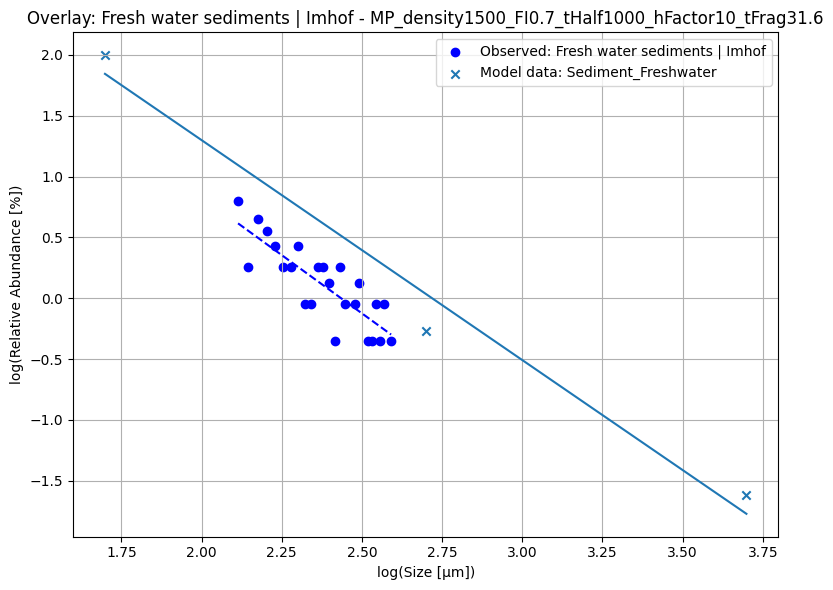 Overlay: Fresh water sediments | Imhof - MP_density1500_FI0.7_tHalf1000_hFactor10_tFrag31.6
Observed: Fresh water sediments | Imhof
Model data: Sediment_Freshwater
log(Relative Abundance [%])
2.0
1.5
1.0
0.5
0.0
−0.5
−1.0
−1.5
1.75 2.00 2.25 2.50 2.75 3.00 3.25 3.50 3.75
log(Size [µm])